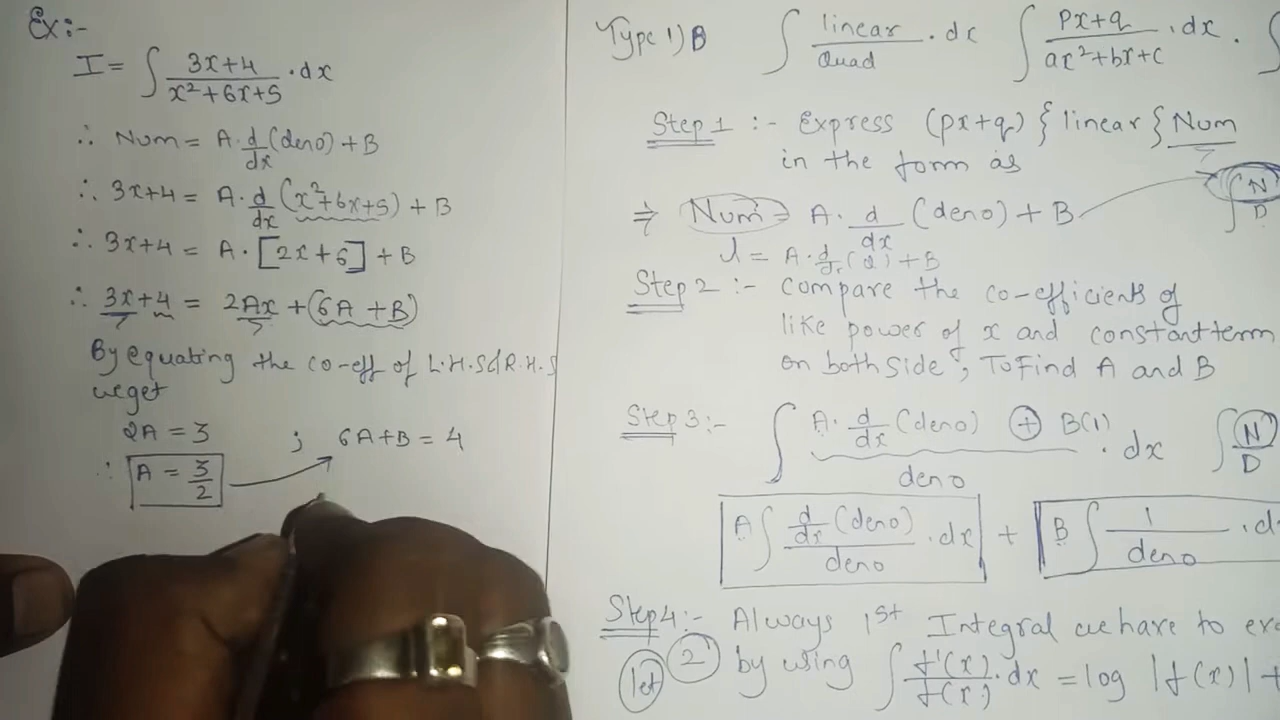 Ex:-
I = ∫ 3x+4 / x²+6x+5 . dx
∴ Num = A. d/dx (deno) + B
∴ 3x+4 = A. d/dx (x²+6x+5) + B
∴ 3x+4 = A. [2x+6] + B
∴ 3x+4 = 2Ax + (6A + B)
By equating the co-eff of L.H.S & R.H.S
we get
2A = 3 ; 6A+B = 4
∴ A = 3/2
Type 1) B ∫ linear / Quad . dx ∫ px+q / ax²+bx+c . dx . ∫
Step 1 :- Express (px+q) {linear} Num
in the form as
⇒ Num = A. d/dx (deno) + B ∫ N/D
l = A. d/dx (Q) + B
Step 2 :- Compare the co-efficients of
like power of x and constant term
on both side, To Find A and B
Step 3 :- ∫ A. d/dx (deno) + B(1) / deno . dx ∫ N/D
A ∫ d/dx (deno) / deno . dx + B ∫ 1 / deno .
Step 4 :- Always 1st Integral we have to
by using ∫ f'(x) / f(x) . dx = log |f(x)| +
2
let